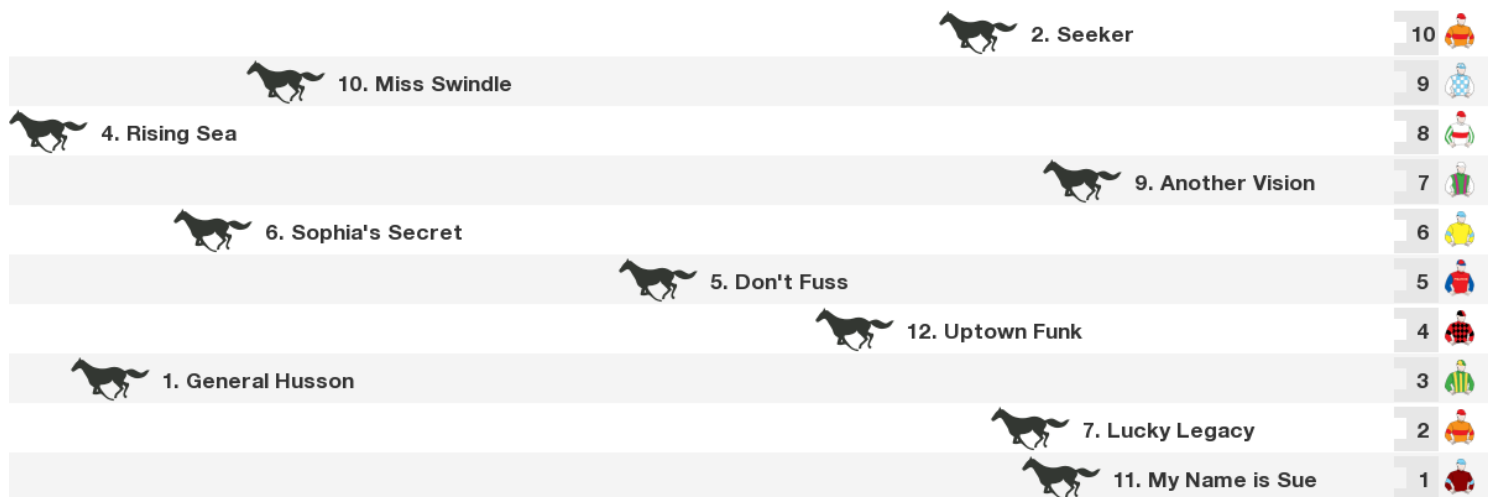 2. Seeker 10
10. Miss Swindle 9
4. Rising Sea 8
9. Another Vision 7
6. Sophia's Secret 6
5. Don't Fuss 5
12. Uptown Funk 4
1. General Husson 3
7. Lucky Legacy 2
11. My Name is Sue 1